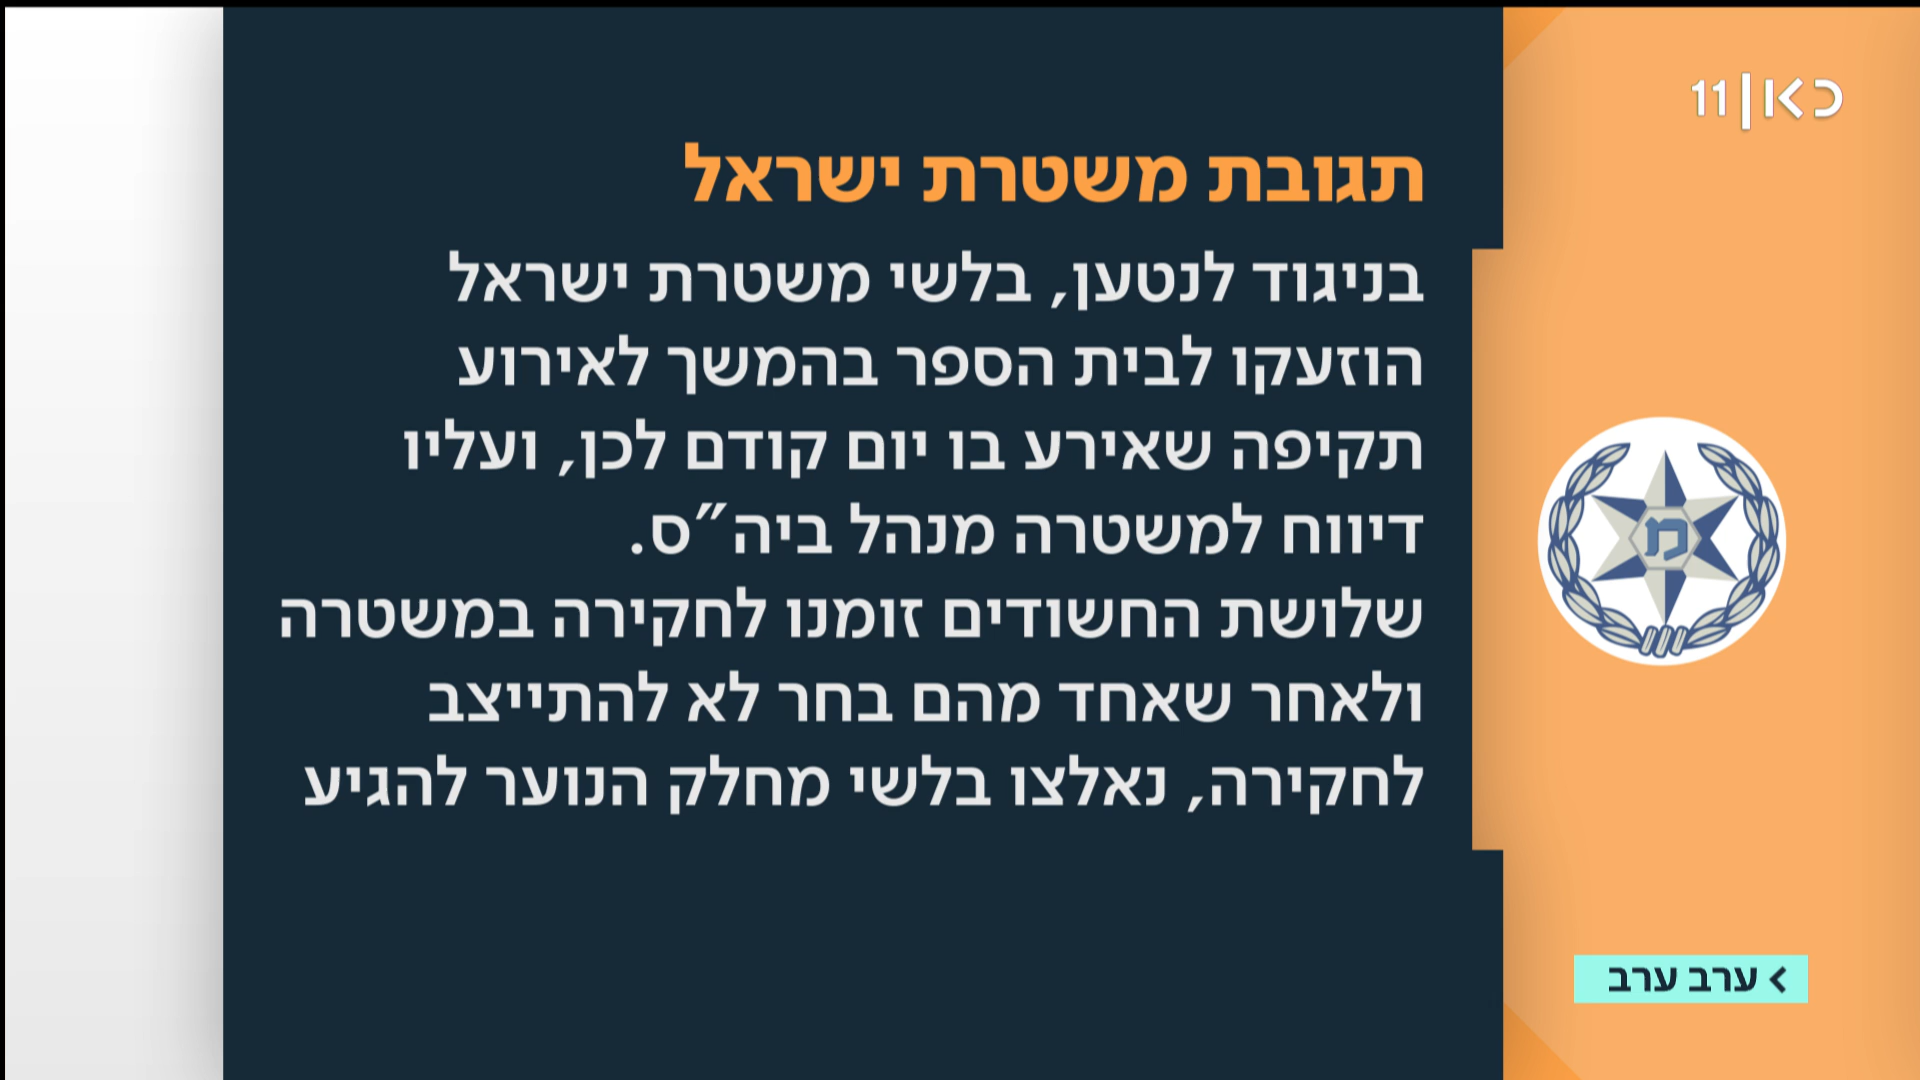 כאן 11
תגובת משטרת ישראל
בניגוד לנטען, בלשי משטרת ישראל
הוזעקו לבית הספר בהמשך לאירוע
תקיפה שאירע בו יום קודם לכן, ועליו
דיווח למשטרה מנהל ביה״ס.
שלושת החשודים זומנו לחקירה במשטרה
ולאחר שאחד מהם בחר לא להתייצב
לחקירה, נאלצו בלשי מחלק הנוער להגיע
מ
ערב ערב